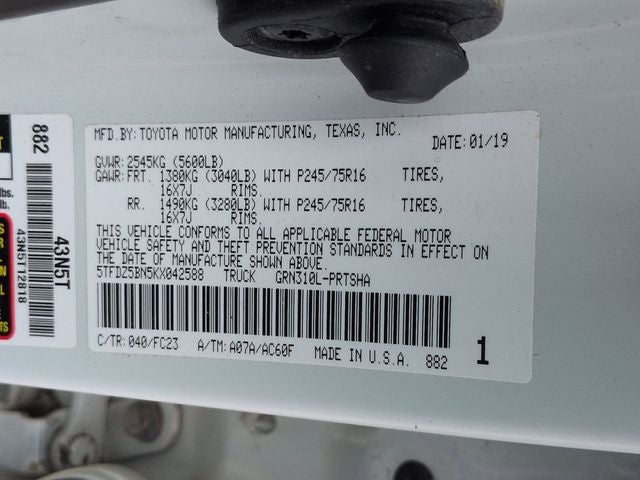 MFD.BY: TOYOTA MOTOR MANUFACTURING, TEXAS, INC.
DATE: 01/19
GVWR: 2545KG (5600LB)
GAWR: FRT. 1380KG (3040LB) WITH P245/75R16 TIRES,
16X7J RIMS.
RR. 1490KG (3280LB) WITH P245/75R16 TIRES,
16X7J RIMS.
THIS VEHICLE CONFORMS TO ALL APPLICABLE FEDERAL MOTOR
VEHICLE SAFETY AND THEFT PREVENTION STANDARDS IN EFFECT ON
THE DATE OF MANUFACTURE SHOWN ABOVE.
5TFDZ5BN5KX042588 TRUCK GRN310L-PRTSHA
C/TR: 040/FC23 A/TM: A07A/AC60F MADE IN U.S.A. 882
1
882
43N5T
43N5T12818
lbs.